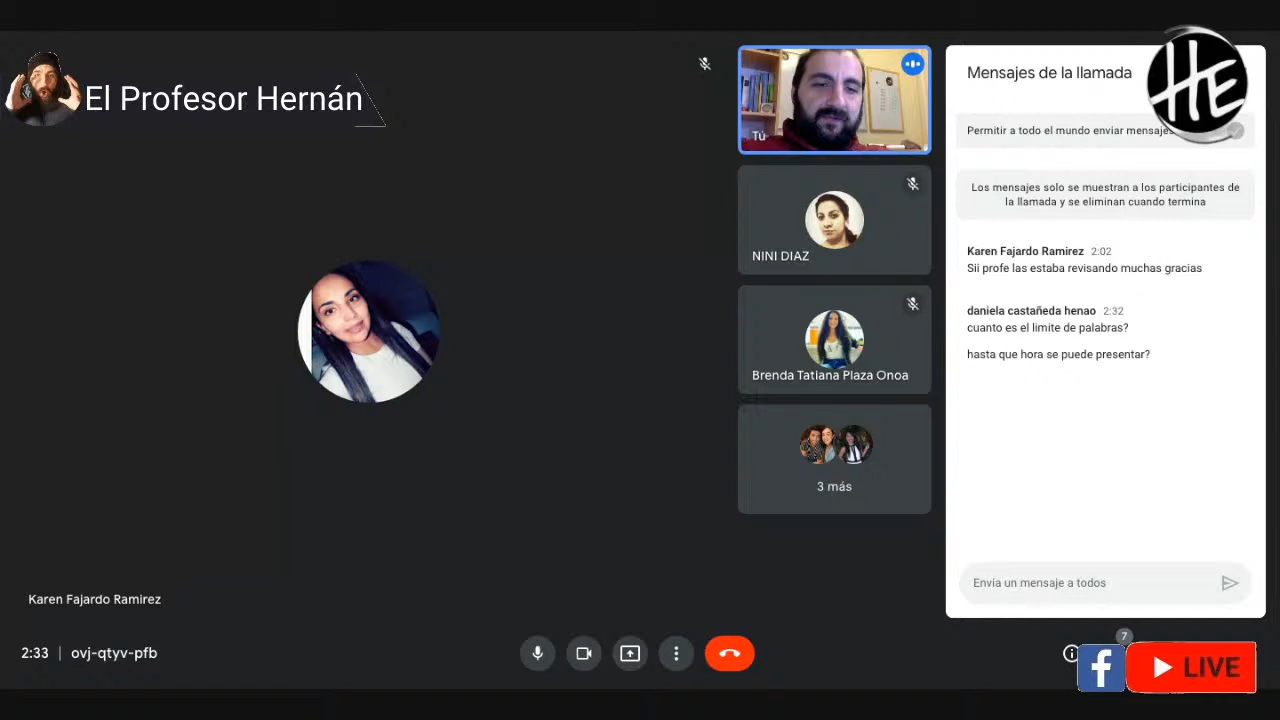 El Profesor Hernán
Tú
NINI DIAZ
Brenda Tatiana Plaza Onoa
3 más
Karen Fajardo Ramirez
2:33 | ovj-qtyv-pfb
Mensajes de la llamada
HE
Permitir a todo el mundo enviar mensajes
Los mensajes solo se muestran a los participantes de
la llamada y se eliminan cuando termina
Karen Fajardo Ramirez 2:02
Sii profe las estaba revisando muchas gracias
daniela castañeda henao 2:32
cuanto es el limite de palabras?
hasta que hora se puede presentar?
Envía un mensaje a todos
7
f LIVE